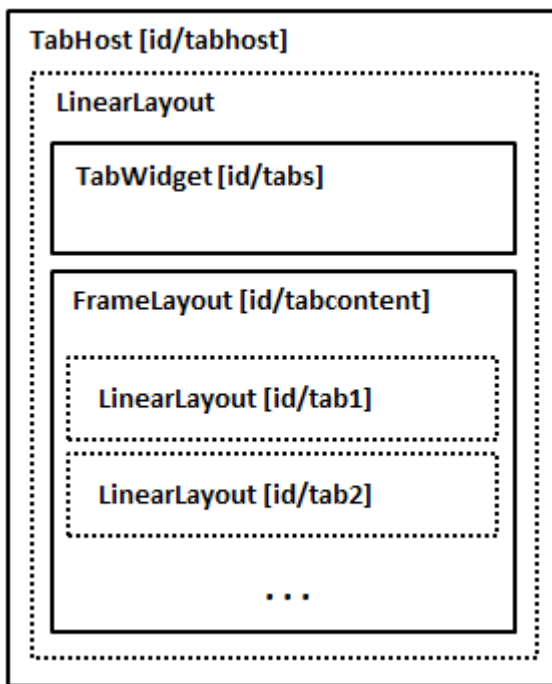 TabHost [id/tabhost]
LinearLayout
TabWidget [id/tabs]
FrameLayout [id/tabcontent]
LinearLayout [id/tab1]
LinearLayout [id/tab2]
...